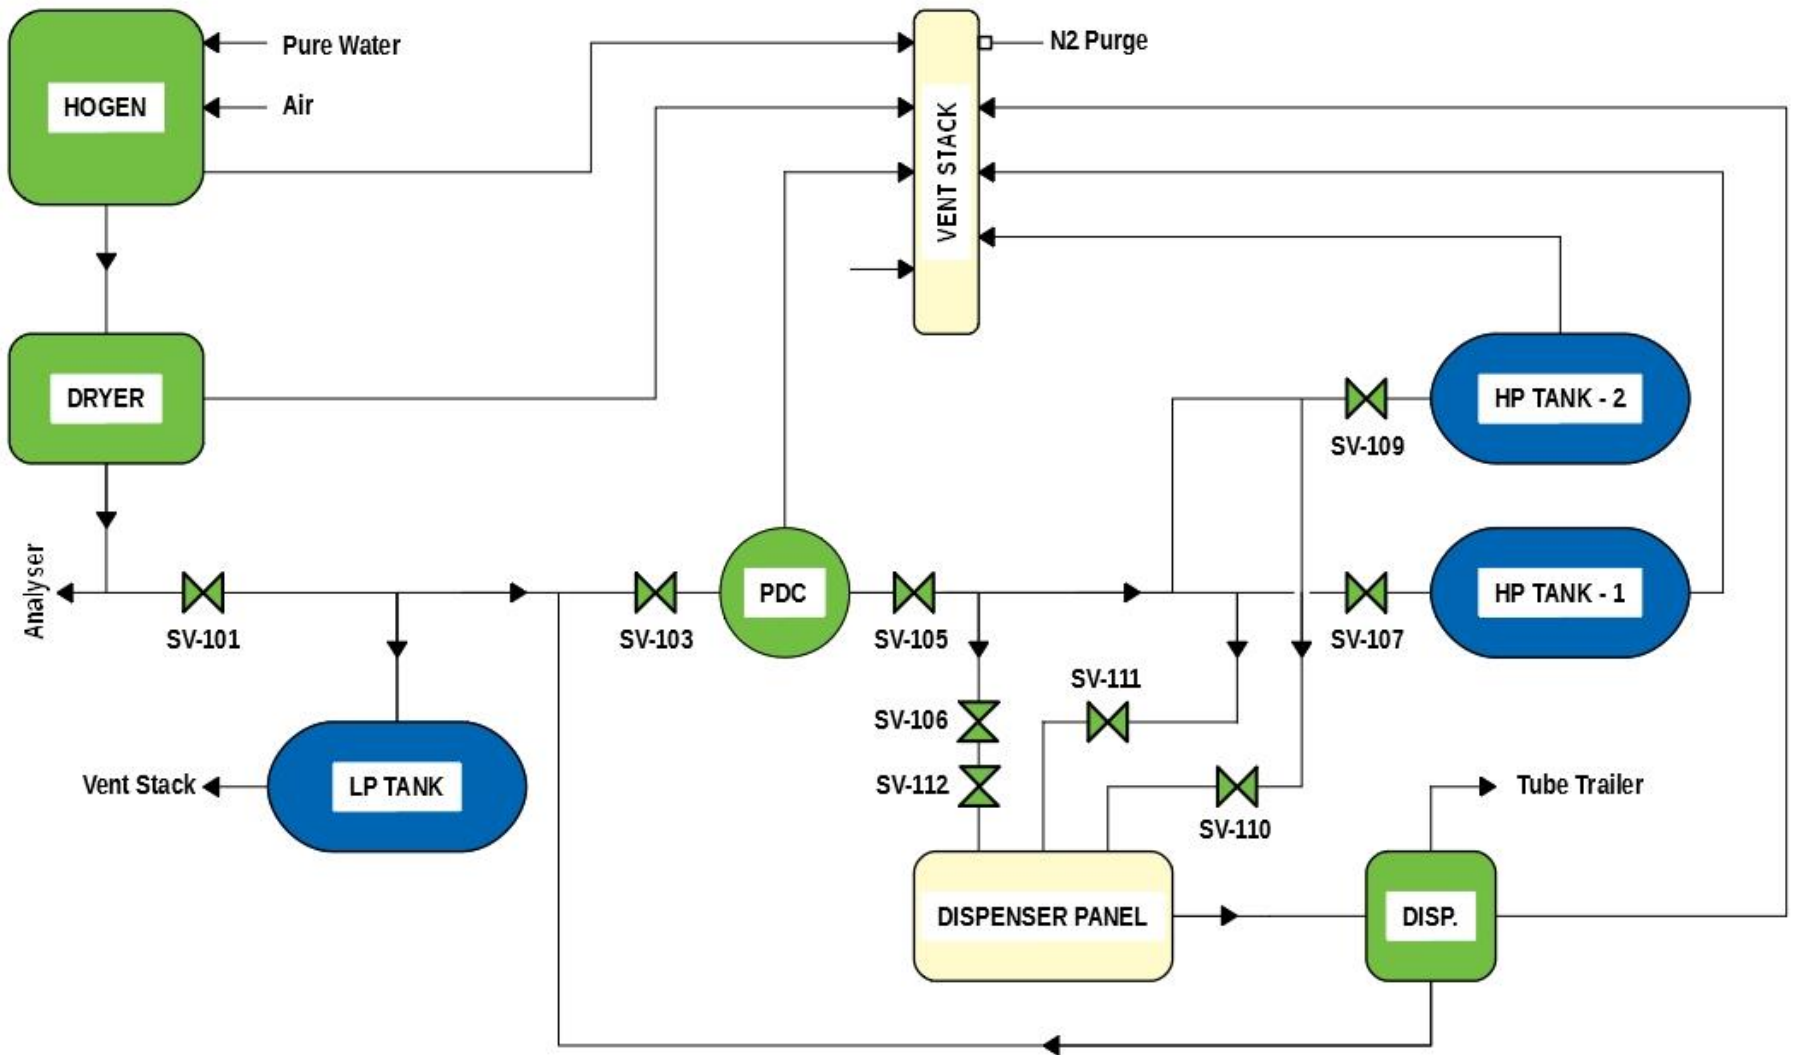 Pure Water
N2 Purge
HOGEN
Air
VENT STACK
DRYER
HP TANK - 2
SV-109
Analyser
PDC
HP TANK - 1
SV-101
SV-103
SV-105
SV-107
SV-111
SV-106
Vent Stack
LP TANK
SV-112
Tube Trailer
SV-110
DISPENSER PANEL
DISP.